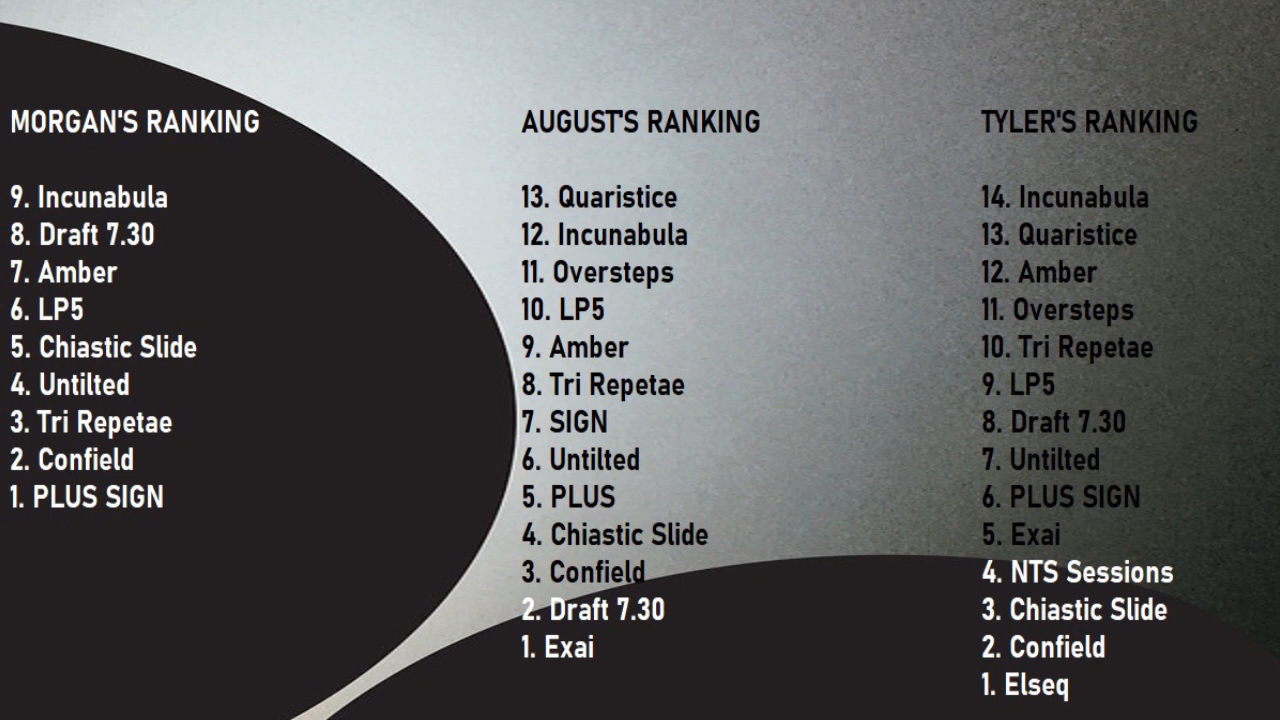 MORGAN'S RANKING
9. Incunabula
8. Draft 7.30
7. Amber
6. LP5
5. Chiastic Slide
4. Untilted
3. Tri Repetae
2. Confield
1. PLUS SIGN
AUGUST'S RANKING
13. Quaristice
12. Incunabula
11. Oversteps
10. LP5
9. Amber
8. Tri Repetae
7. SIGN
6. Untilted
5. PLUS
4. Chiastic Slide
3. Confield
2. Draft 7.30
1. Exai
TYLER'S RANKING
14. Incunabula
13. Quaristice
12. Amber
11. Oversteps
10. Tri Repetae
9. LP5
8. Draft 7.30
7. Untilted
6. PLUS SIGN
5. Exai
4. NTS Sessions
3. Chiastic Slide
2. Confield
1. Elseq